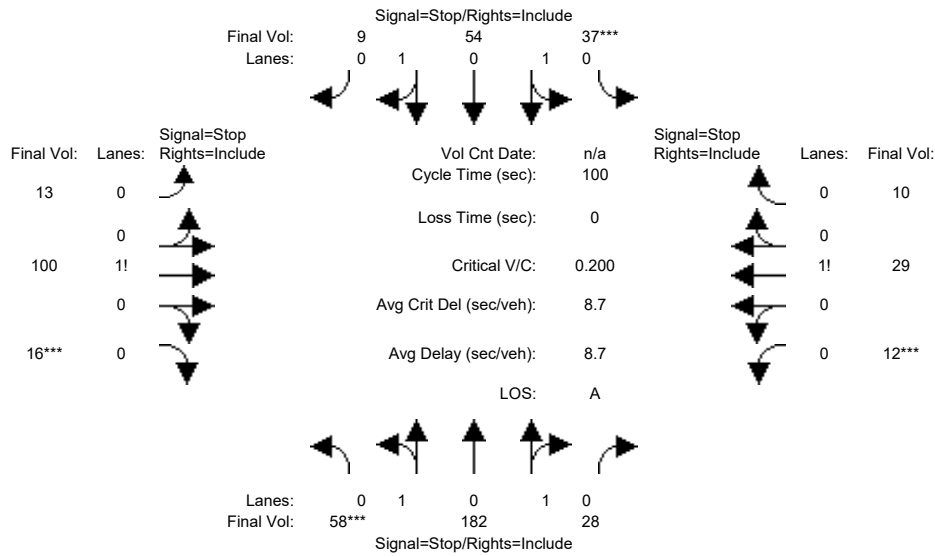 Signal=Stop/Rights=Include
Final Vol: 9 54 37***
Lanes: 0 1 0 1 0
Signal=Stop Signal=Stop
Final Vol: Lanes: Rights=Include Vol Cnt Date: n/a Rights=Include Lanes: Final Vol:
Cycle Time (sec): 100
13 0 0 10
Loss Time (sec): 0
0 0
100 1! Critical V/C: 0.200 1! 29
0 Avg Crit Del (sec/veh): 8.7 0
16*** 0 Avg Delay (sec/veh): 8.7 0 12***
LOS: A
Lanes: 0 1 0 1 0
Final Vol: 58*** 182 28
Signal=Stop/Rights=Include